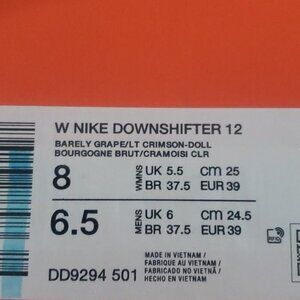 W NIKE DOWNSHIFTER 12
BARELY GRAPE/LT CRIMSON-DOLL
BOURGOGNE BRUT/CRAMOISI CLR
8 WMNS UK 5.5 CM 25
BR 37.5 EUR 39
6.5 MENS UK 6 CM 24.5
BR 37.5 EUR 39
MADE IN VIETNAM /
FABRIQUE AU VIETNAM /
FABRICADO NO VIETNÃ /
HECHO EN VIETNAM
DD9294 501